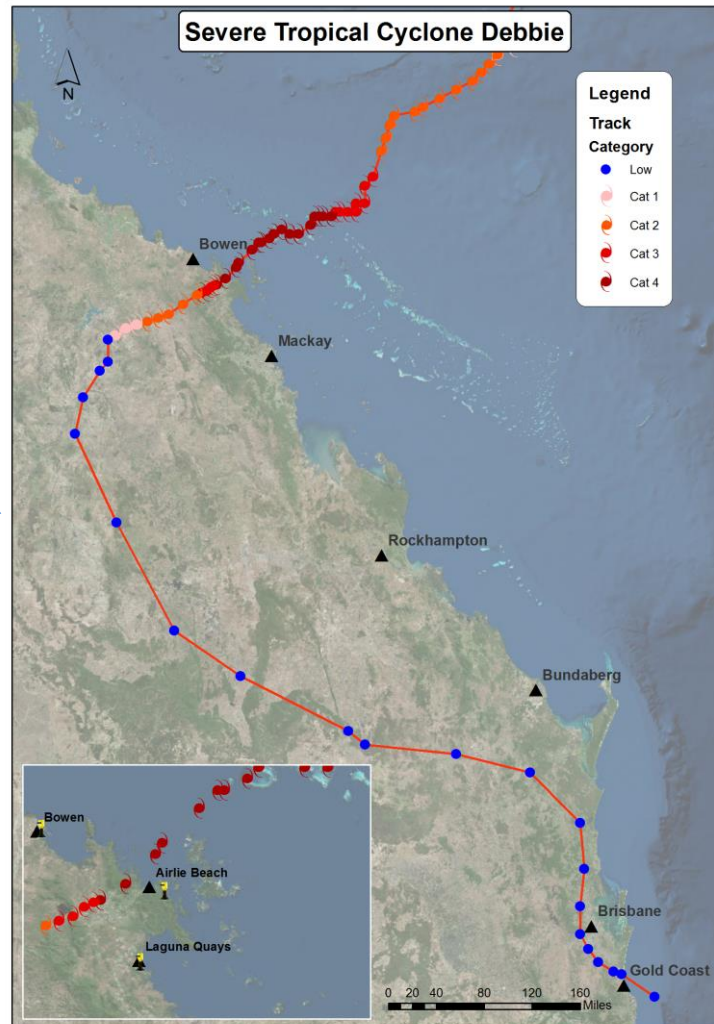 Severe Tropical Cyclone Debbie
N
Legend
Track
Category
Low
Cat 1
Cat 2
Cat 3
Cat 4
Bowen
Mackay
Rockhampton
Bundaberg
Bowen
Airlie Beach
Laguna Quays
Brisbane
Gold Coast
0 20 40 80 120 160
Miles